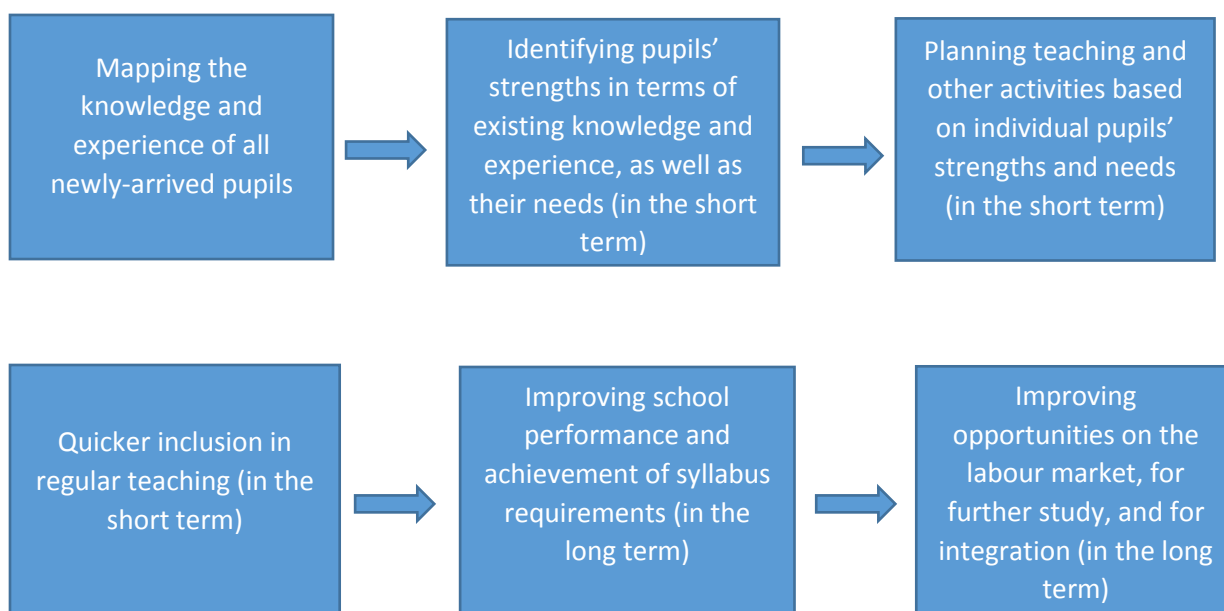 Mapping the
knowledge and
experience of all
newly-arrived pupils
Identifying pupils’
strengths in terms of
existing knowledge and
experience, as well as
their needs (in the short
term)
Planning teaching and
other activities based
on individual pupils’
strengths and needs
(in the short term)
Quicker inclusion in
regular teaching (in the
short term)
Improving school
performance and
achievement of syllabus
requirements (in the
long term)
Improving
opportunities on the
labour market, for
further study, and for
integration (in the long
term)